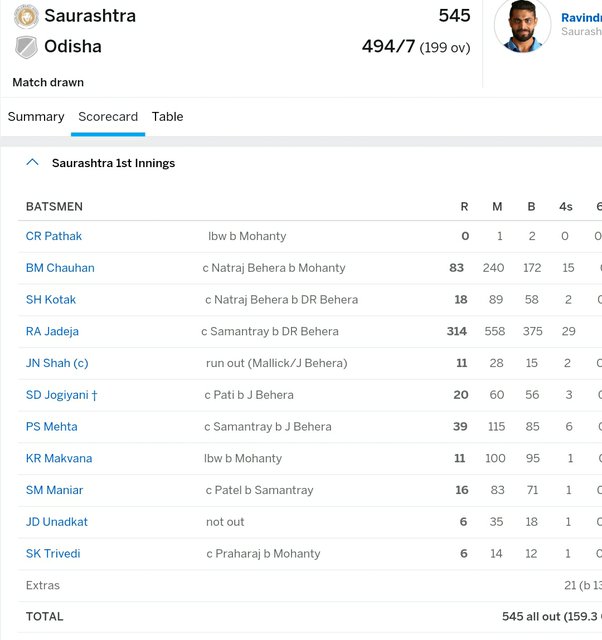 Saurashtra 545
Odisha 494/7 (199 ov)
Match drawn
Ravind
Saurash
Summary Scorecard Table
Saurashtra 1st Innings
BATSMEN R M B 4s 6
CR Pathak lbw b Mohanty 0 1 2 0 0
BM Chauhan c Natraj Behera b Mohanty 83 240 172 15
SH Kotak c Natraj Behera b DR Behera 18 89 58 2 0
RA Jadeja c Samantray b DR Behera 314 558 375 29
JN Shah (c) run out (Mallick/J Behera) 11 28 15 2 0
SD Jogiyani † c Pati b J Behera 20 60 56 3 0
PS Mehta c Samantray b J Behera 39 115 85 6 0
KR Makvana lbw b Mohanty 11 100 95 1 0
SM Maniar c Patel b Samantray 16 83 71 1 0
JD Unadkat not out 6 35 18 1 0
SK Trivedi c Praharaj b Mohanty 6 14 12 1 0
Extras 21 (b 13
TOTAL 545 all out (159.3